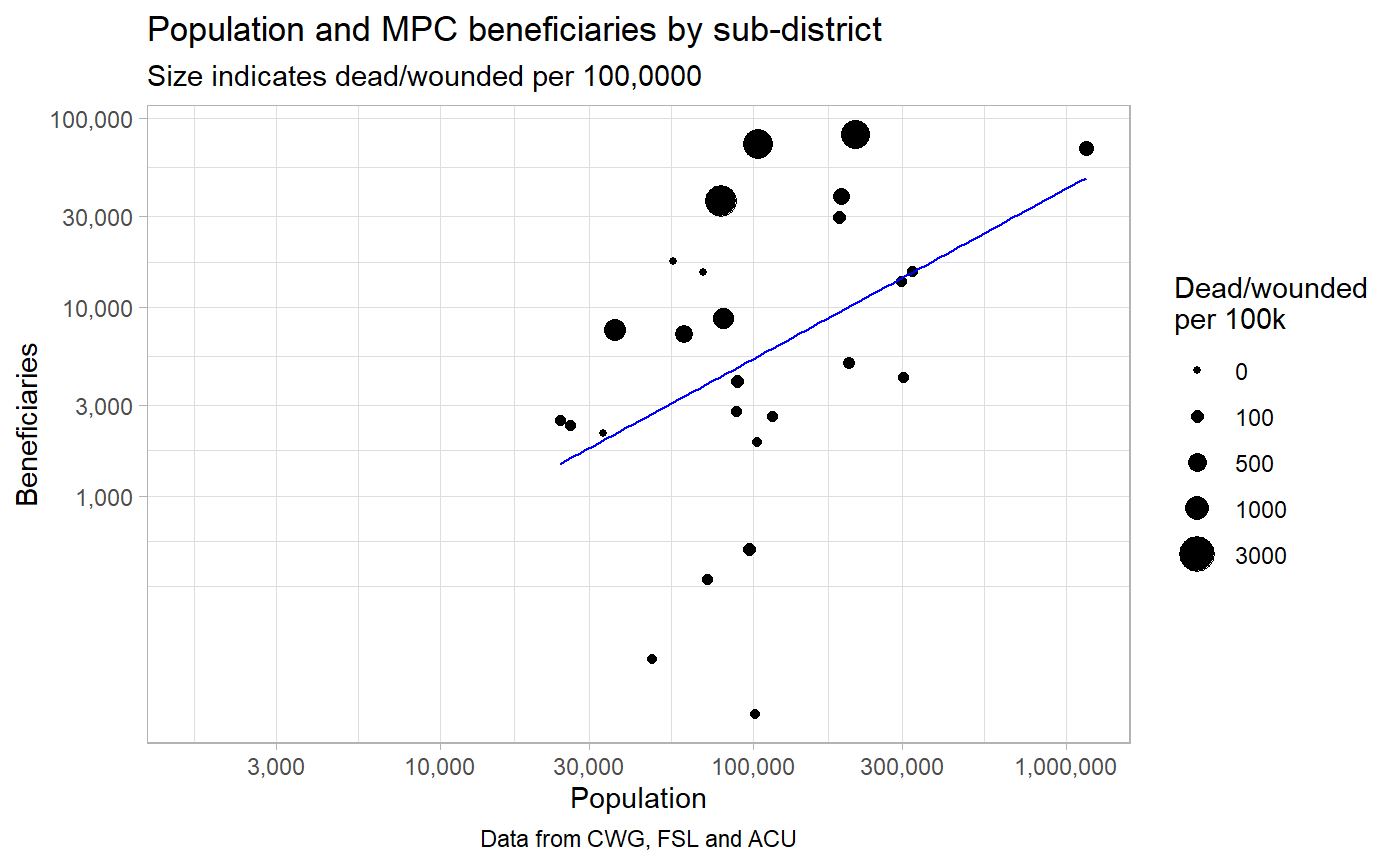 Population and MPC beneficiaries by sub-district
Size indicates dead/wounded per 100,0000
100,000
30,000
10,000
3,000
1,000
Beneficiaries
3,000
10,000
30,000
100,000
300,000
1,000,000
Population
Data from CWG, FSL and ACU
Dead/wounded
per 100k
0
100
500
1000
3000